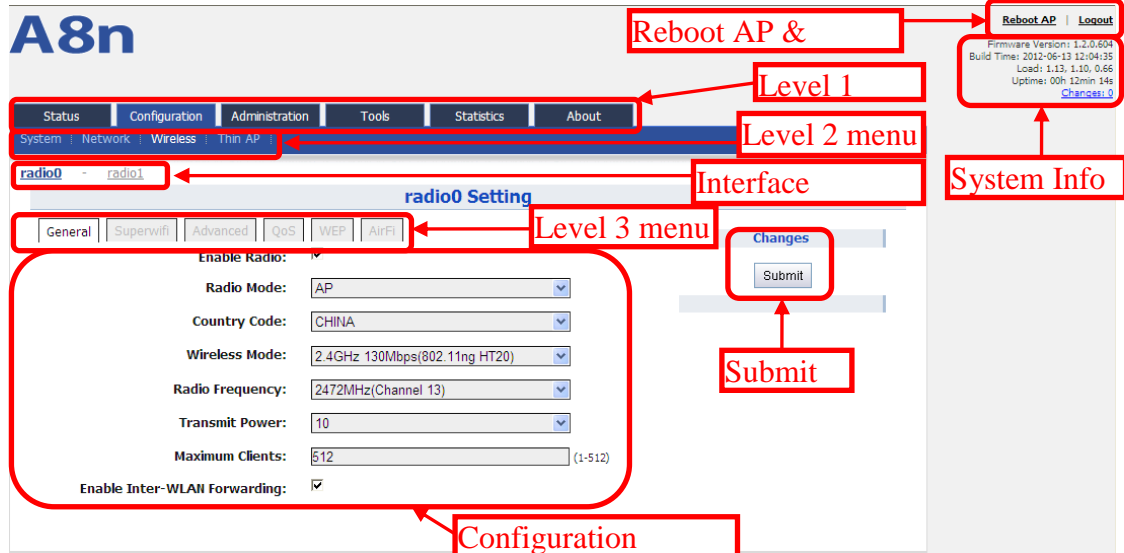 A8n
Reboot AP &
Reboot AP | Logout
Firmware Version: 1.2.0.604
Build Time: 2012-06-13 12:04:35
Load: 1.13, 1.10, 0.66
Uptime: 00h 12min 14s
Changes: 0
Level 1
Status Configuration Administration Tools Statistics About
System Network Wireless Thin AP
Level 2 menu
radio0 - radio1
Interface
System Info
radio0 Setting
General Superwifi Advanced QoS WEP AirFi
Level 3 menu
Changes
Enable Radio:
Submit
Radio Mode: AP
Country Code: CHINA
Wireless Mode: 2.4GHz 130Mbps(802.11ng HT20)
Submit
Radio Frequency: 2472MHz(Channel 13)
Transmit Power: 10
Maximum Clients: 512 (1-512)
Enable Inter-WLAN Forwarding:
Configuration